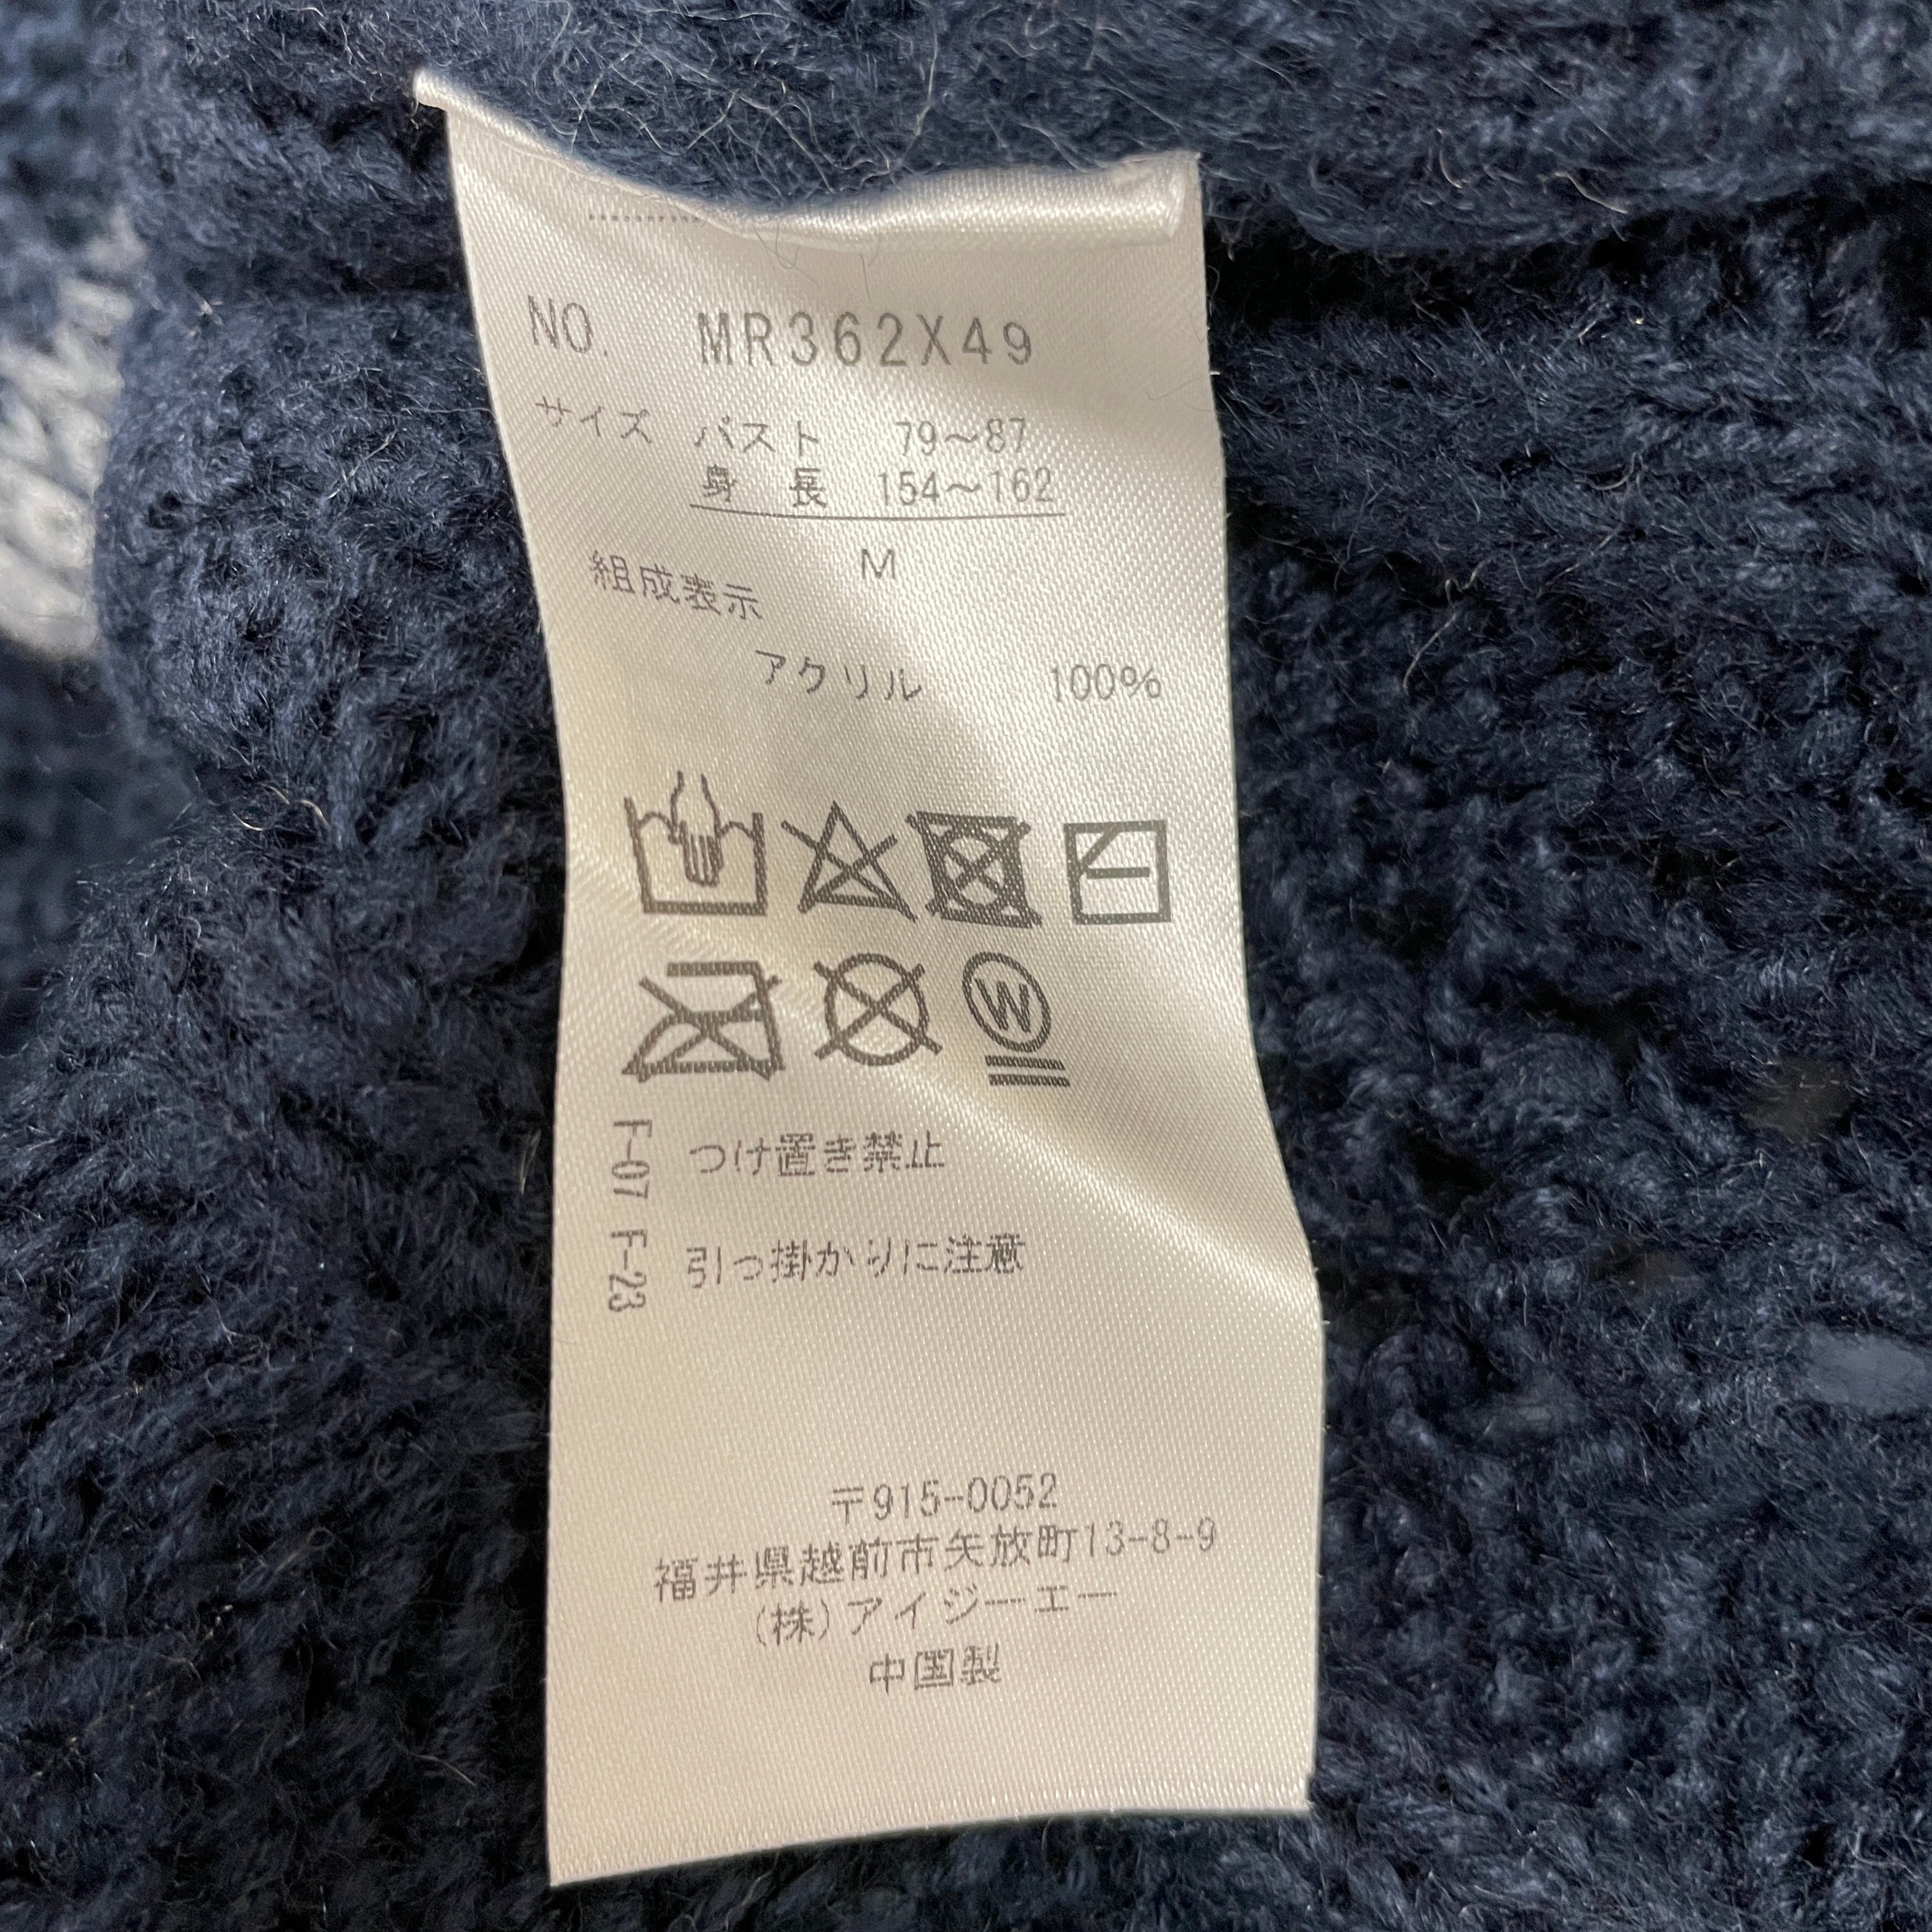 NO. MR362X49
サイズ バスト 79～87
身長 154～162
M
組成表示
アクリル 100%
W
F-07 F-23
つけ置き禁止
引っ掛かりに注意
〒915-0052
福井県越前市矢放町13-8-9
(株)アイジーエー
中国製